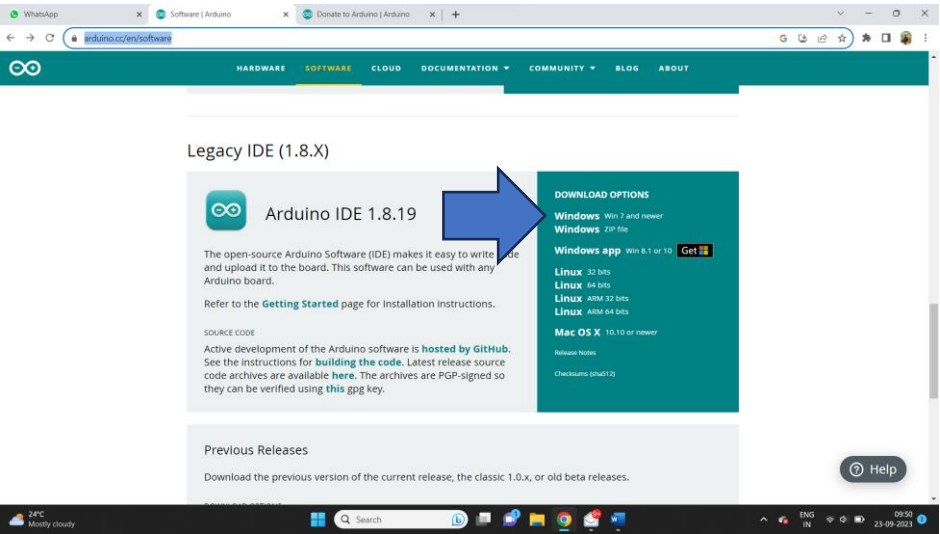 WhatsApp
Software | Arduino
Donate to Arduino | Arduino
arduino.cc/en/software
HARDWARE SOFTWARE CLOUD DOCUMENTATION COMMUNITY BLOG ABOUT
Legacy IDE (1.8.X)
Arduino IDE 1.8.19
The open-source Arduino Software (IDE) makes it easy to write
and upload it to the board. This software can be used with any
Arduino board.
Refer to the Getting Started page for Installation instructions.
SOURCE CODE
Active development of the Arduino software is hosted by GitHub.
See the instructions for building the code. Latest release source
code archives are available here. The archives are PGP-signed so
they can be verified using this gpg key.
DOWNLOAD OPTIONS
Windows Win 7 and newer
Windows ZIP file
Windows app Win 8.1 or 10 Get
Linux 32 bits
Linux 64 bits
Linux ARM 32 bits
Linux ARM 64 bits
Mac OS X 10.10 or newer
Release Notes
Checksums (sha512)
Previous Releases
Download the previous version of the current release, the classic 1.0.x, or old beta releases.
Help
24°C
Mostly cloudy
Search
ENG
IN
09:50
23-09-2023